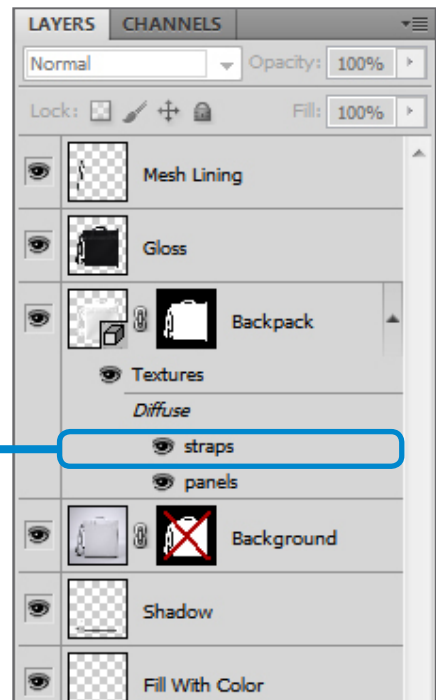 LAYERS CHANNELS
Normal Opacity: 100%
Lock: Fill: 100%
Mesh Lining
Gloss
Backpack
Textures
Diffuse
straps
panels
Background
Shadow
Fill With Color